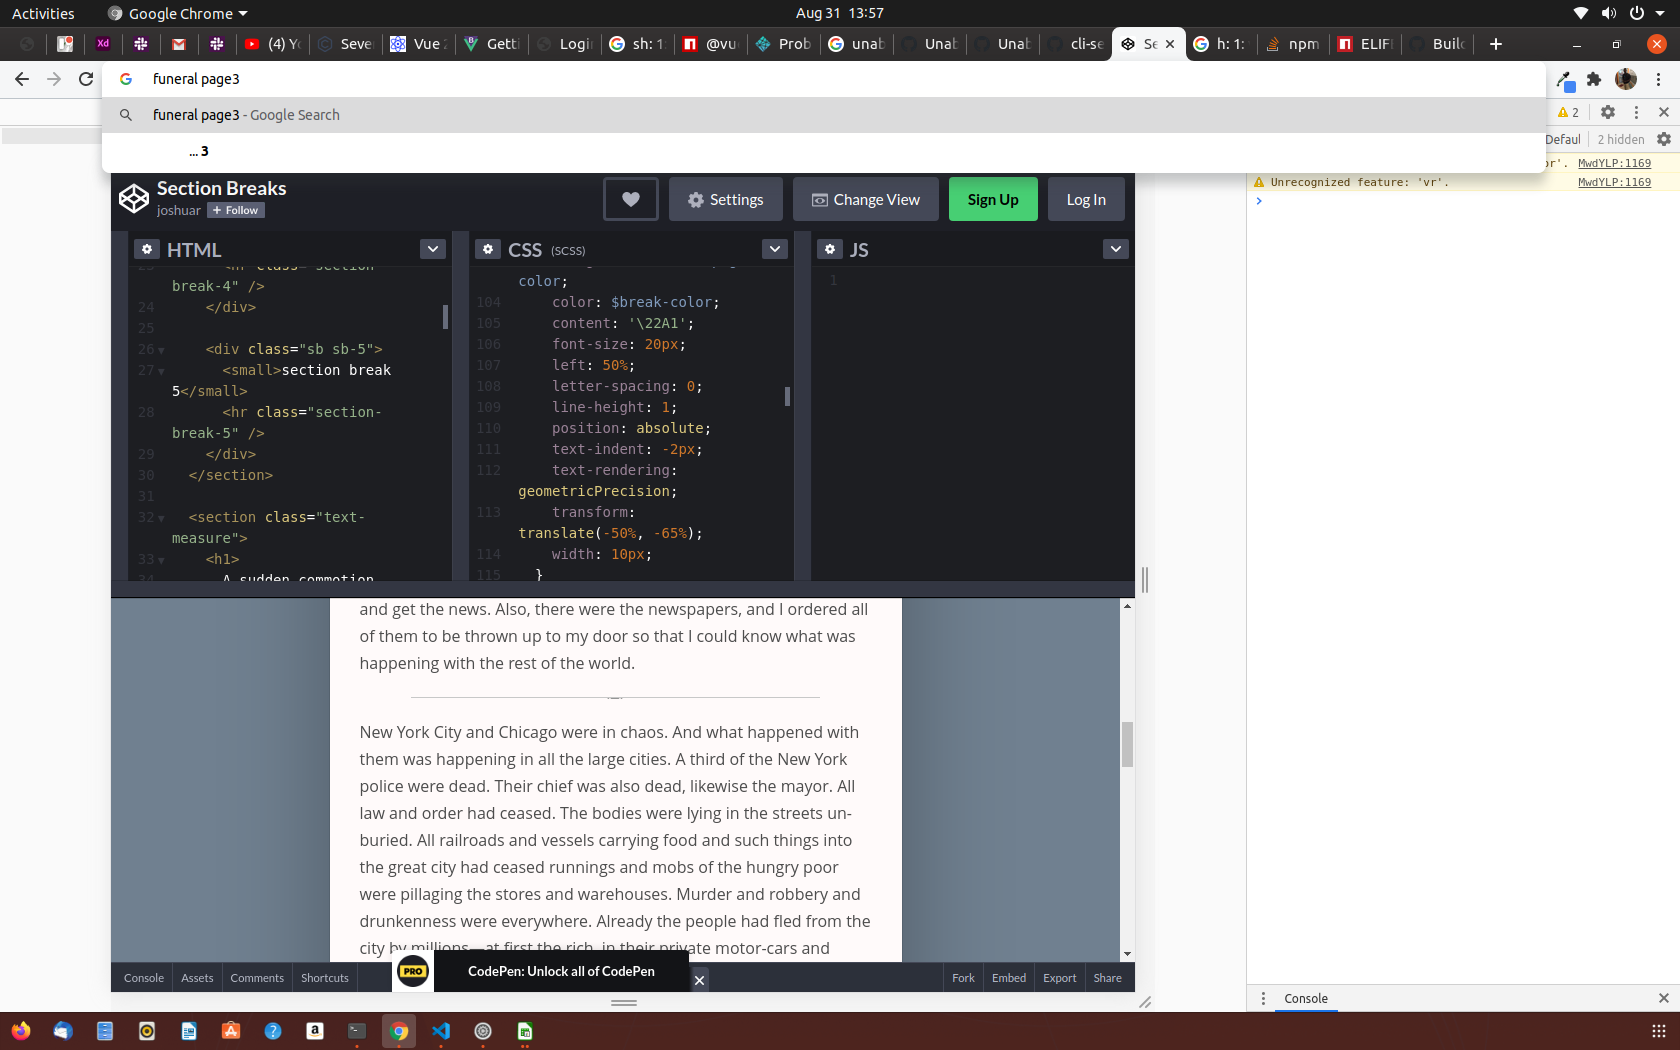 Activities
Google Chrome
Aug 31 13:57
(4) Yo
Seve
Vue 2
Getti
Login
sh: 1:
@vu
Prob
unab
Unab
Unab
cli-se
Se
h: 1:
npm
ELIFI
Build
funeral page3
funeral page3 - Google Search
... 3
2
Defaul
2 hidden
or'. MwdYLP:1169
Unrecognized feature: 'vr'. MwdYLP:1169
Section Breaks
joshuar
+ Follow
Settings
Change View
Sign Up
Log In
HTML
break-4" />
24 </div>
25
26 <div class="sb sb-5">
27 <small>section break
5</small>
28 <hr class="section-
break-5" />
29 </div>
30 </section>
31
32 <section class="text-
measure">
33 <h1>
34 A sudden commotion
CSS (SCSS)
color;
104 color: $break-color;
105 content: '\22A1';
106 font-size: 20px;
107 left: 50%;
108 letter-spacing: 0;
109 line-height: 1;
110 position: absolute;
111 text-indent: -2px;
112 text-rendering:
geometricPrecision;
113 transform:
translate(-50%, -65%);
114 width: 10px;
115 }
JS
1
and get the news. Also, there were the newspapers, and I ordered all
of them to be thrown up to my door so that I could know what was
happening with the rest of the world.
New York City and Chicago were in chaos. And what happened with
them was happening in all the large cities. A third of the New York
police were dead. Their chief was also dead, likewise the mayor. All
law and order had ceased. The bodies were lying in the streets un-
buried. All railroads and vessels carrying food and such things into
the great city had ceased runnings and mobs of the hungry poor
were pillaging the stores and warehouses. Murder and robbery and
drunkenness were everywhere. Already the people had fled from the
city by millions—at first the rich, in their private motor-cars and
Console
Assets
Comments
Shortcuts
PRO
CodePen: Unlock all of CodePen
Fork
Embed
Export
Share
Console